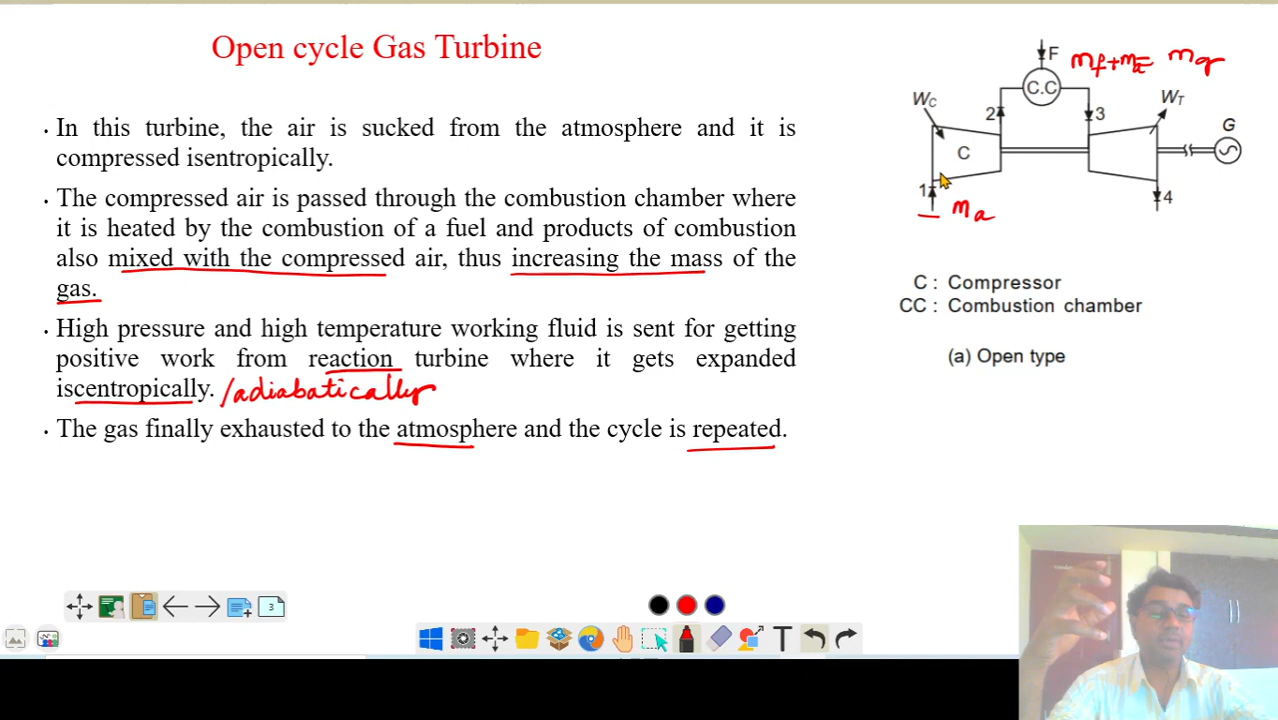 Open cycle Gas Turbine
• In this turbine, the air is sucked from the atmosphere and it is
compressed isentropically.
• The compressed air is passed through the combustion chamber where
it is heated by the combustion of a fuel and products of combustion
also mixed with the compressed air, thus increasing the mass of the
gas.
• High pressure and high temperature working fluid is sent for getting
positive work from reaction turbine where it gets expanded
iscentropically. /adiabatically
• The gas finally exhausted to the atmosphere and the cycle is repeated.
F mf+ma= mg
C.C
WC
2
3
WT
G
C
1
ma
4
C : Compressor
CC : Combustion chamber
(a) Open type
3
T